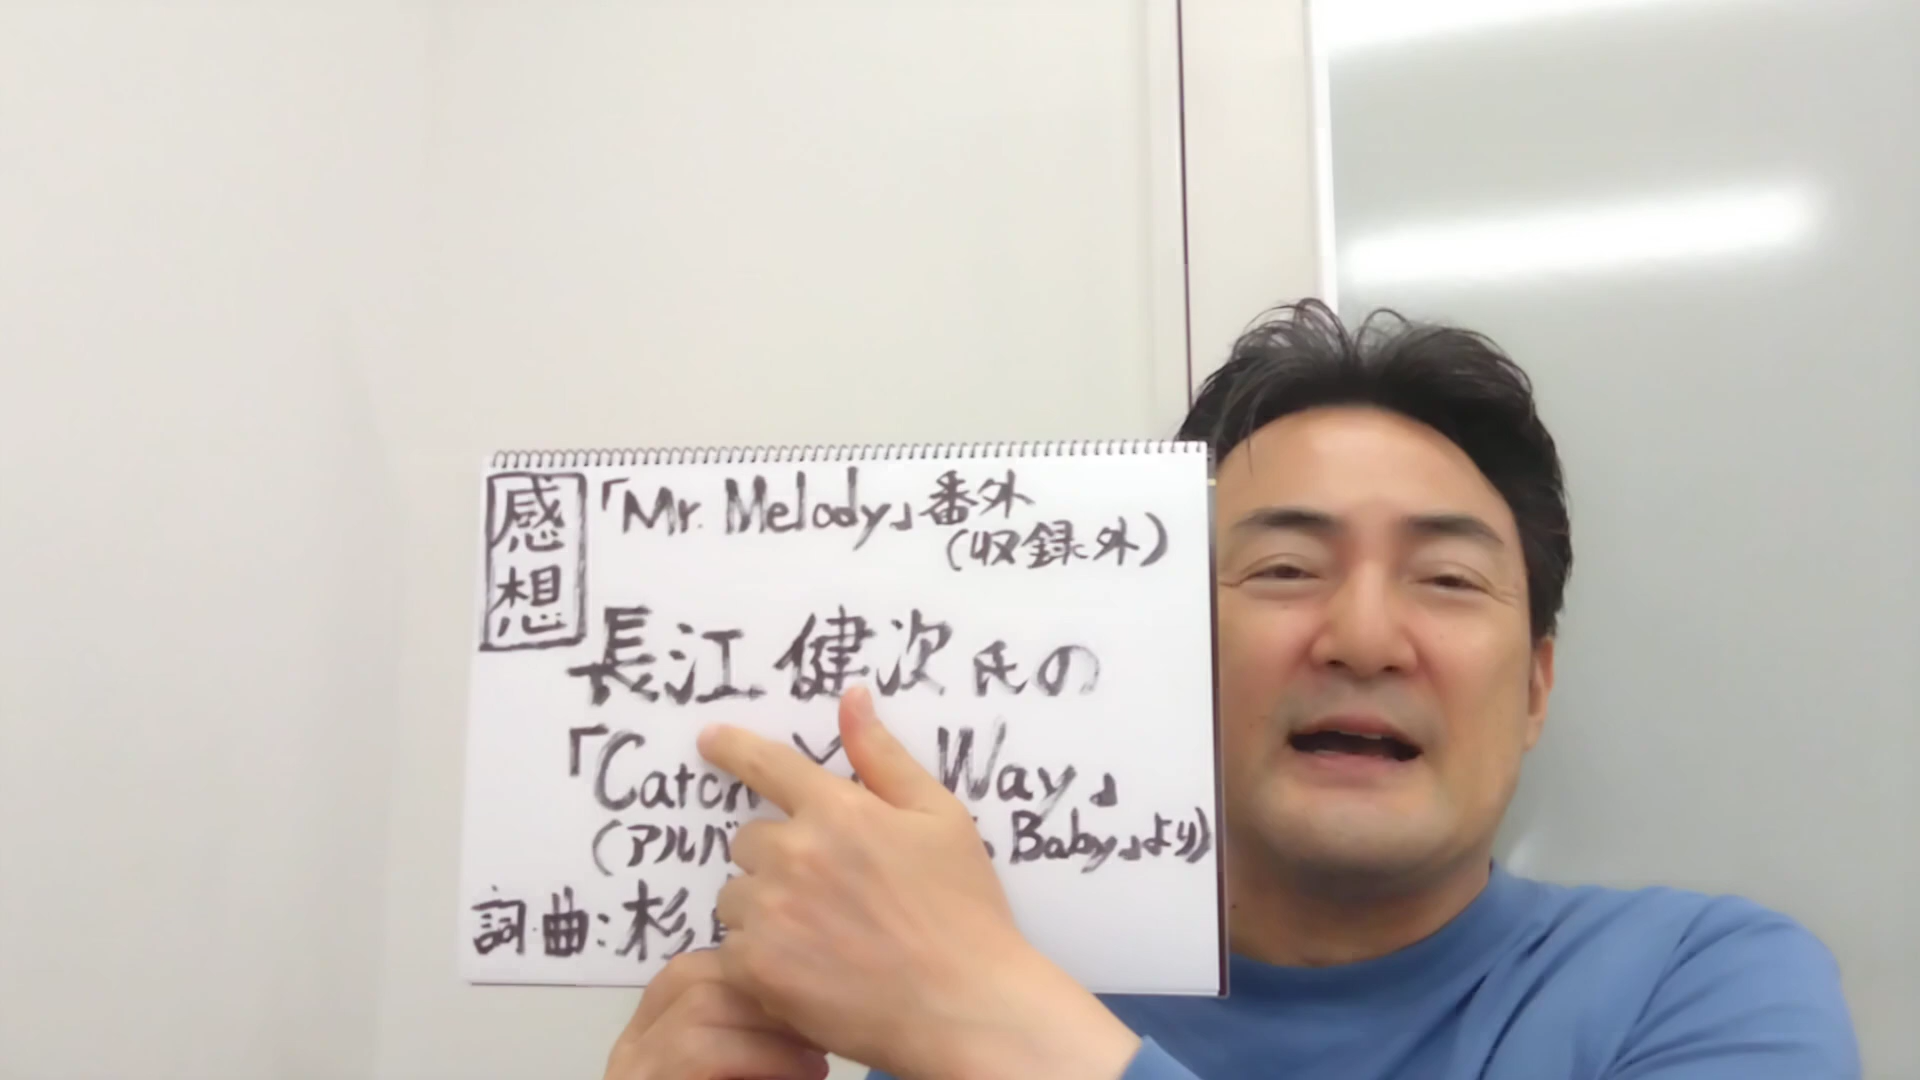 感想
「Mr. Melody」番外
(収録外)
長江健次氏の
「Catch Way」
(アルバ Baby」より)
詞・曲:杉